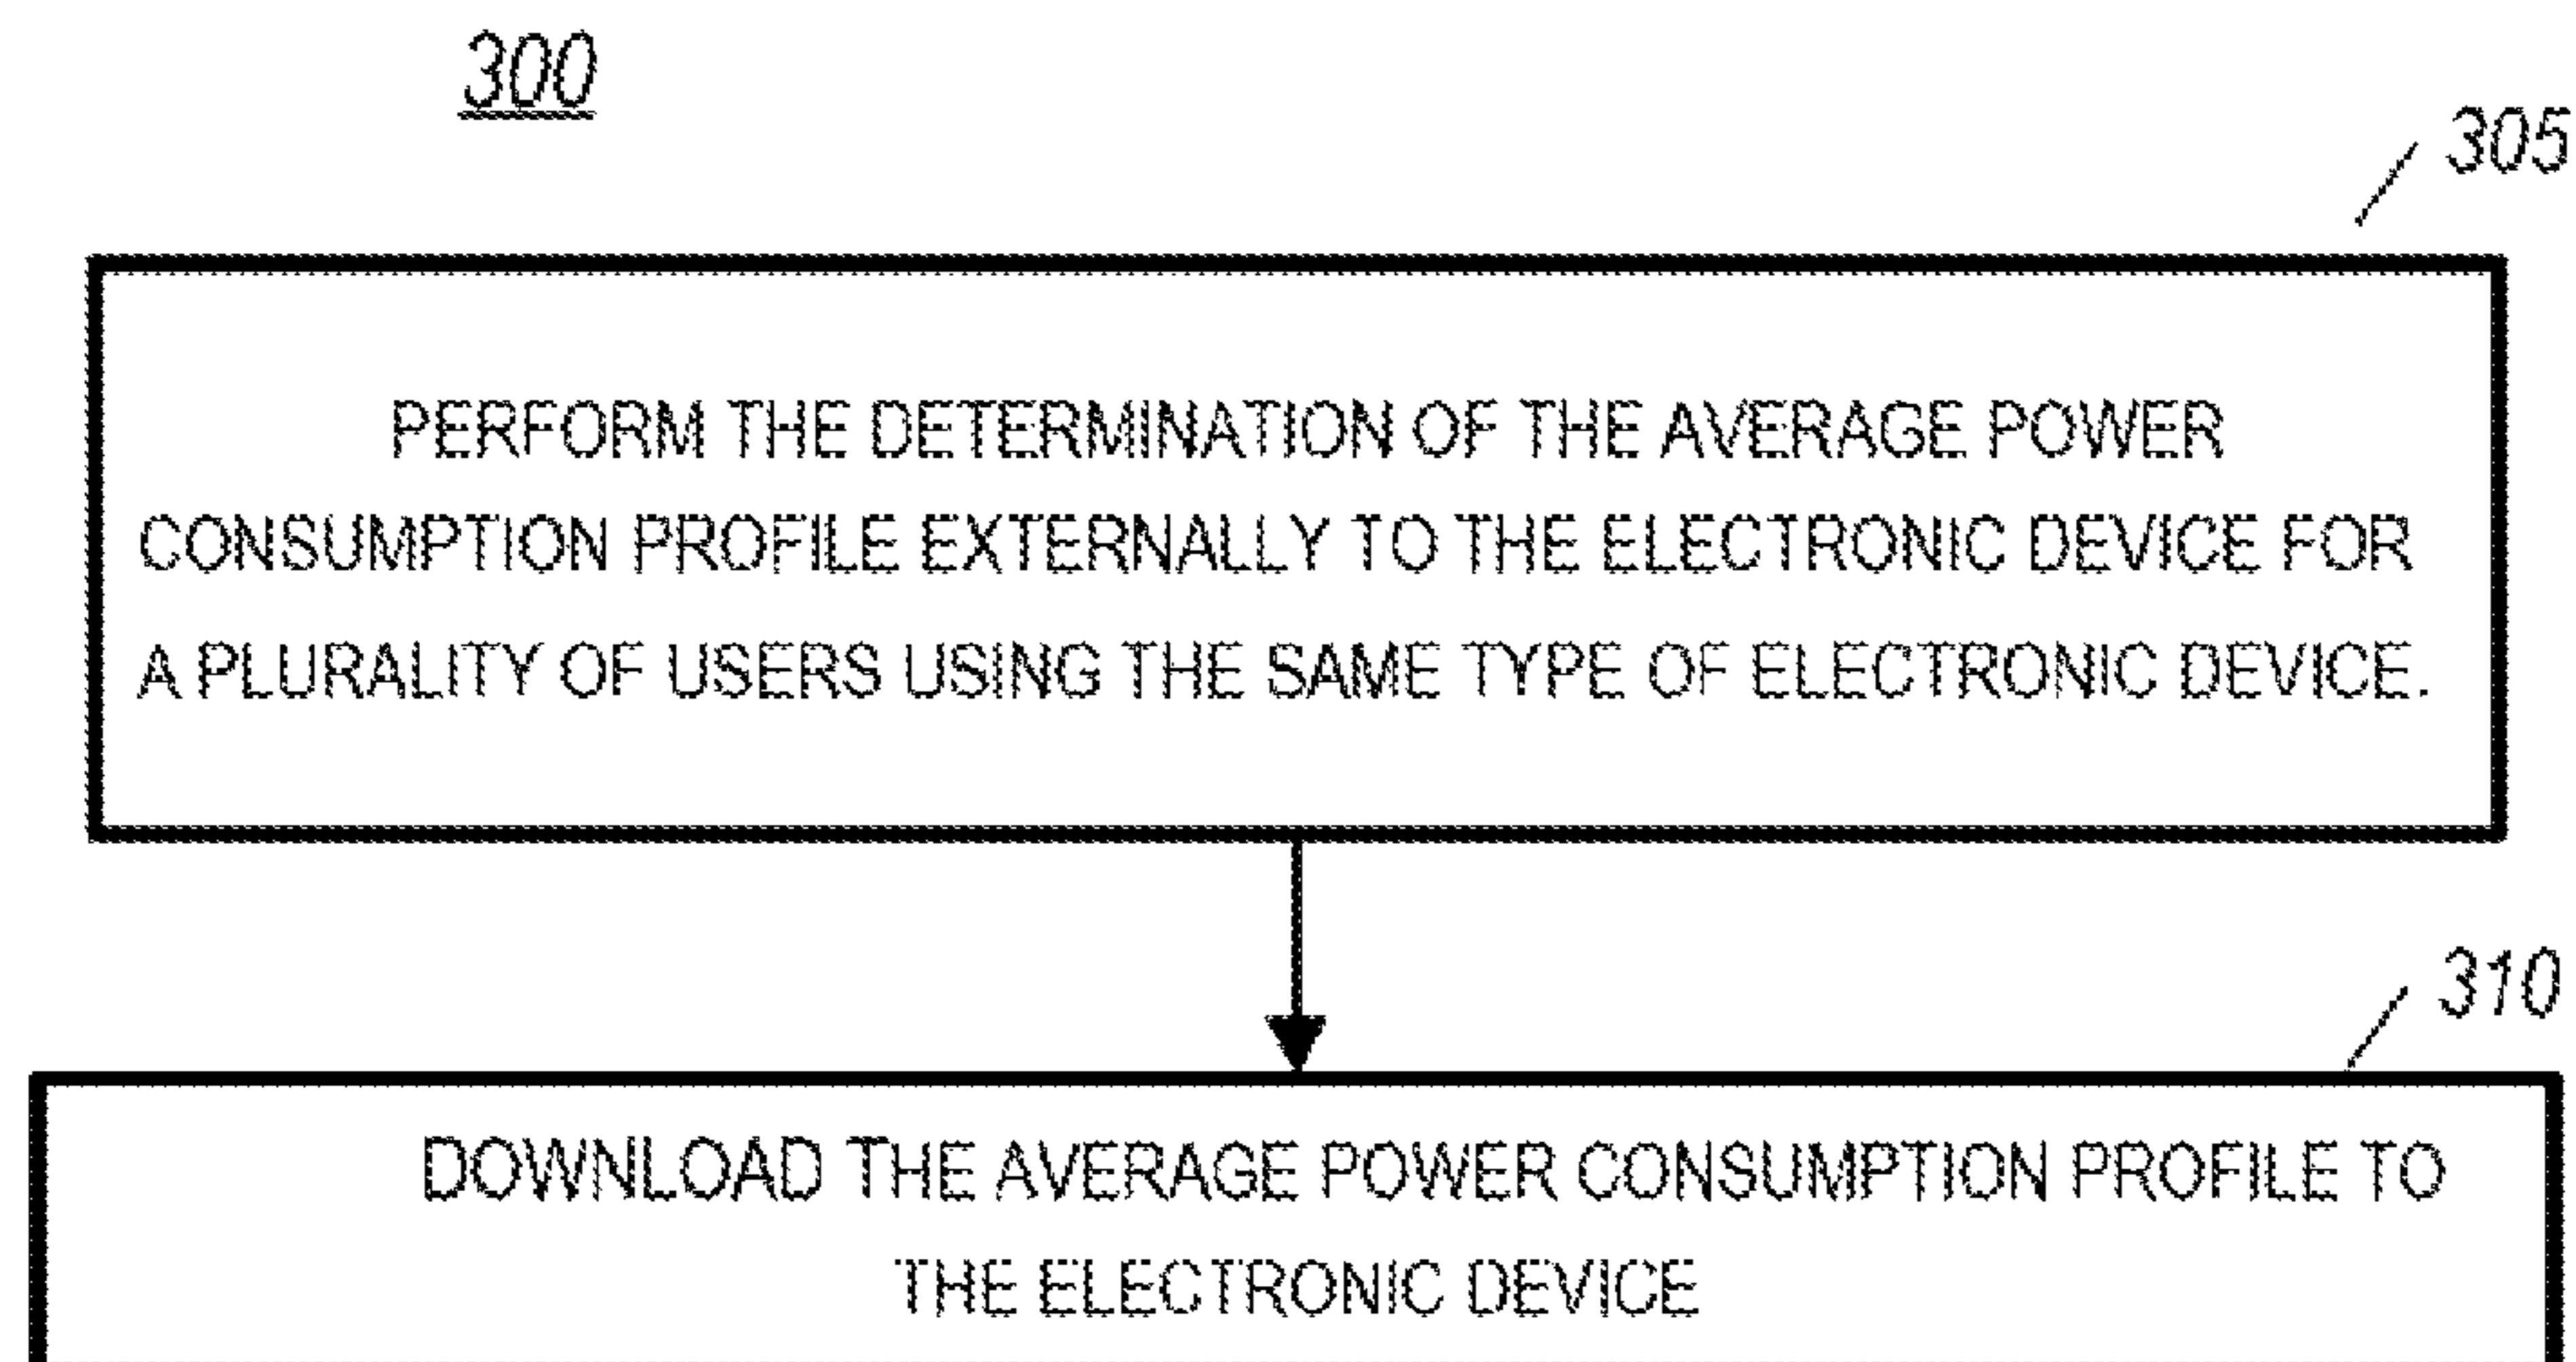 300
305
PERFORM THE DETERMINATION OF THE AVERAGE POWER
CONSUMPTION PROFILE EXTERNALLY TO THE ELECTRONIC DEVICE FOR
A PLURALITY OF USERS USING THE SAME TYPE OF ELECTRONIC DEVICE.
310
DOWNLOAD THE AVERAGE POWER CONSUMPTION PROFILE TO
THE ELECTRONIC DEVICE